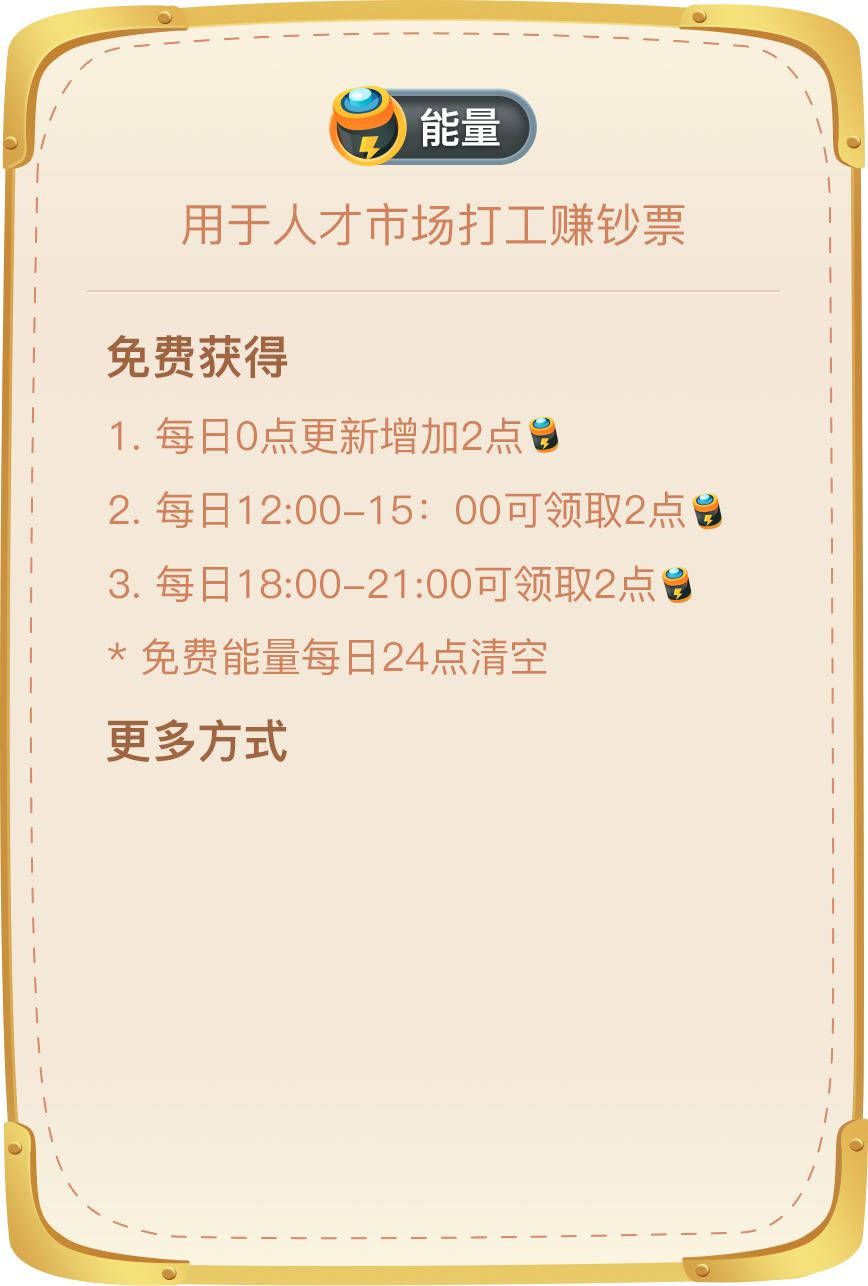 能量
用于人才市场打工赚钞票
免费获得
1. 每日0点更新增加2点
2. 每日12:00-15：00可领取2点
3. 每日18:00-21:00可领取2点
* 免费能量每日24点清空
更多方式